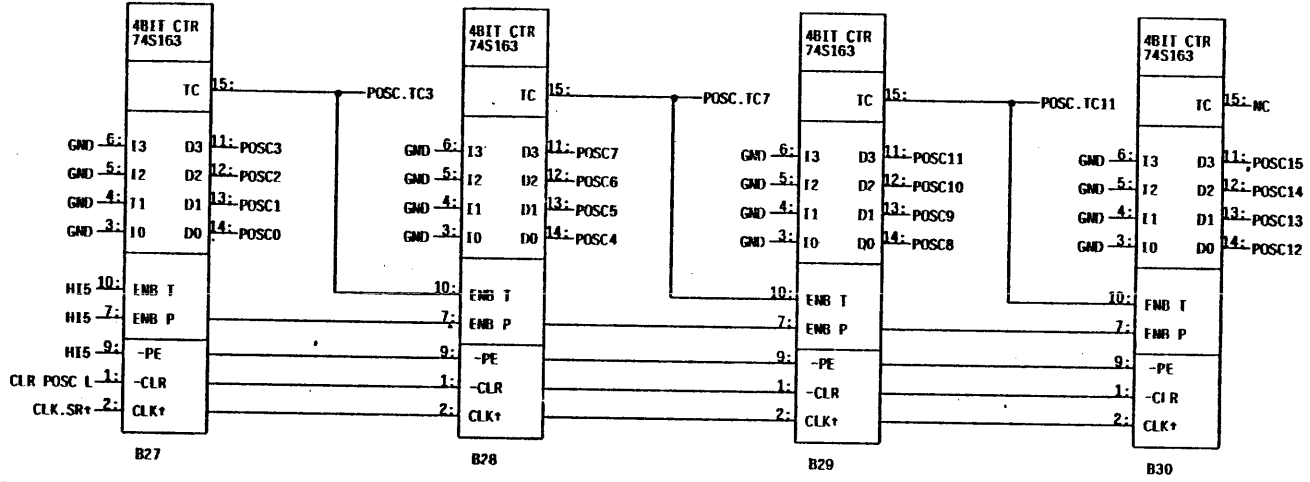 4BIT CTR
74S163
TC 15: POSC.TC3
GND 6: I3 D3 11: POSC3
GND 5: I2 D2 12: POSC2
GND 4: I1 D1 13: POSC1
GND 3: I0 D0 14: POSC0
HI5 10: ENB T
HI5 7: ENB P
HI5 9: -PE
CLR POSC L 1: -CLR
CLK.SR↑ 2: CLK↑
B27
4BIT CTR
74S163
TC 15: POSC.TC7
GND 6: I3 D3 11: POSC7
GND 5: I2 D2 12: POSC6
GND 4: I1 D1 13: POSC5
GND 3: I0 D0 14: POSC4
10: ENB T
7: ENB P
9: -PE
1: -CLR
2: CLK↑
B28
4BIT CTR
74S163
TC 15: POSC.TC11
GND 6: I3 D3 11: POSC11
GND 5: I2 D2 12: POSC10
GND 4: I1 D1 13: POSC9
GND 3: I0 D0 14: POSC8
10: ENB T
7: ENB P
9: -PE
1: -CLR
2: CLK↑
B29
4BIT CTR
74S163
TC 15: NC
GND 6: I3 D3 11: POSC15
GND 5: I2 D2 12: POSC14
GND 4: I1 D1 13: POSC13
GND 3: I0 D0 14: POSC12
10: ENB T
7: ENB P
9: -PE
1: -CLR
2: CLK↑
B30